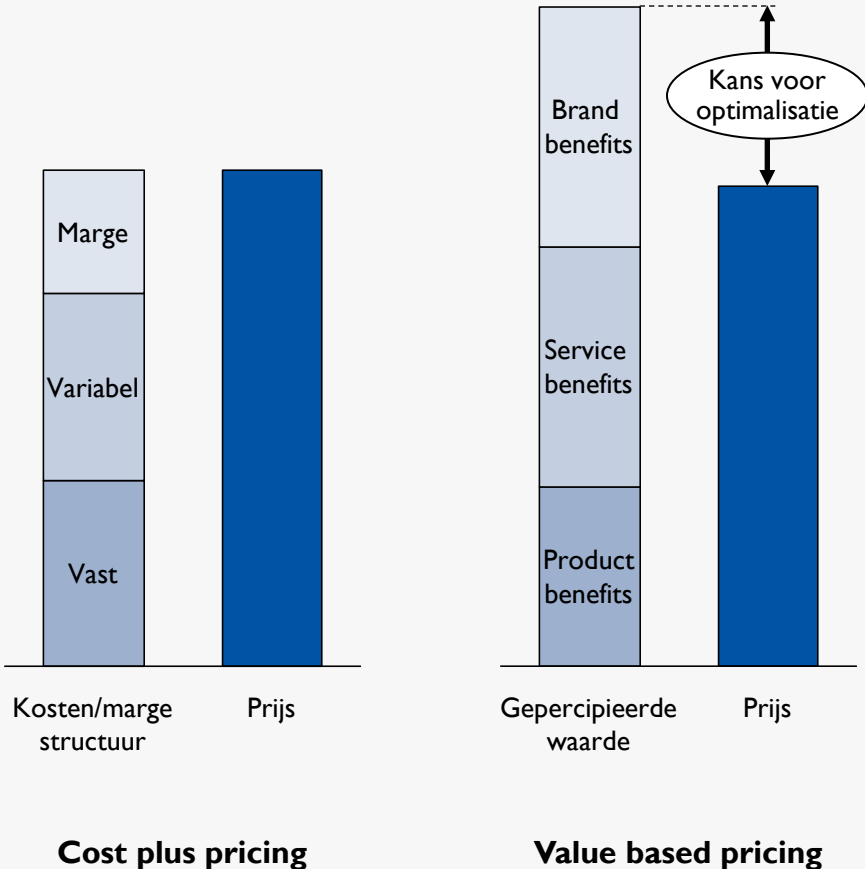 Kans voor
optimalisatie
Brand
benefits
Marge
Service
benefits
Variabel
Product
benefits
Vast
Kosten/marge
structuur
Prijs
Gepercipieerde
waarde
Prijs
Cost plus pricing
Value based pricing